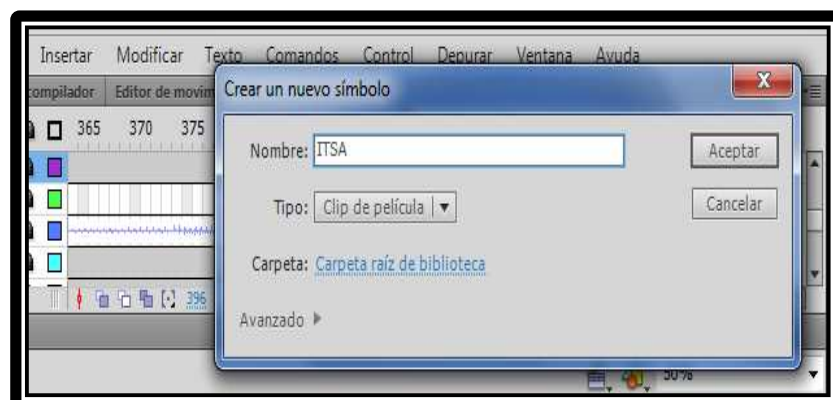 Insertar Modificar Texto Comandos Control Depurar Ventana Ayuda
compilador Editor de movim
Crear un nuevo símbolo
365 370 375
Nombre: ITSA
Aceptar
Tipo: Clip de película
Cancelar
Carpeta: Carpeta raíz de biblioteca
396
Avanzado
50%